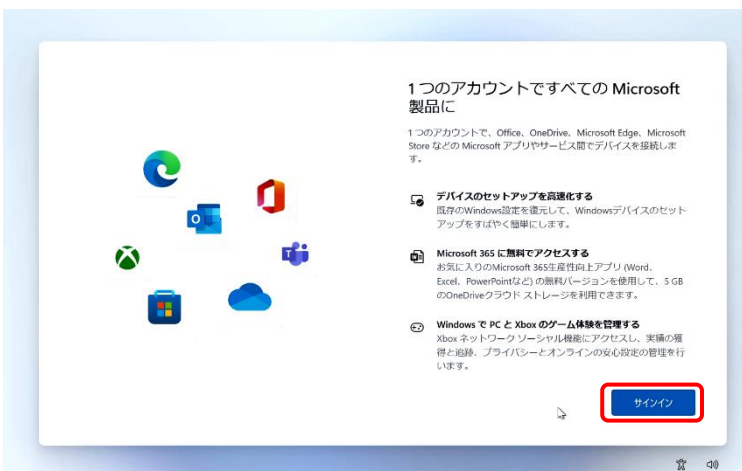 1つのアカウントですべての Microsoft
製品に
1 つのアカウントで、Office、OneDrive、Microsoft Edge、Microsoft
Store などの Microsoft アプリやサービス間でデバイスを接続しま
す。
デバイスのセットアップを高速化する
既存のWindows設定を復元して、Windowsデバイスのセット
アップをすばやく簡単にします。
Microsoft 365 に無料でアクセスする
お気に入りのMicrosoft 365生産性向上アプリ (Word、
Excel、PowerPointなど) の無料バージョンを使用して、5 GB
のOneDriveクラウド ストレージを利用できます。
Windows で PC と Xbox のゲーム体験を管理する
Xbox ネットワーク ソーシャル機能にアクセスし、実績の獲
得と追跡、プライバシーとオンラインの安心設定の管理を行
います。
サインイン